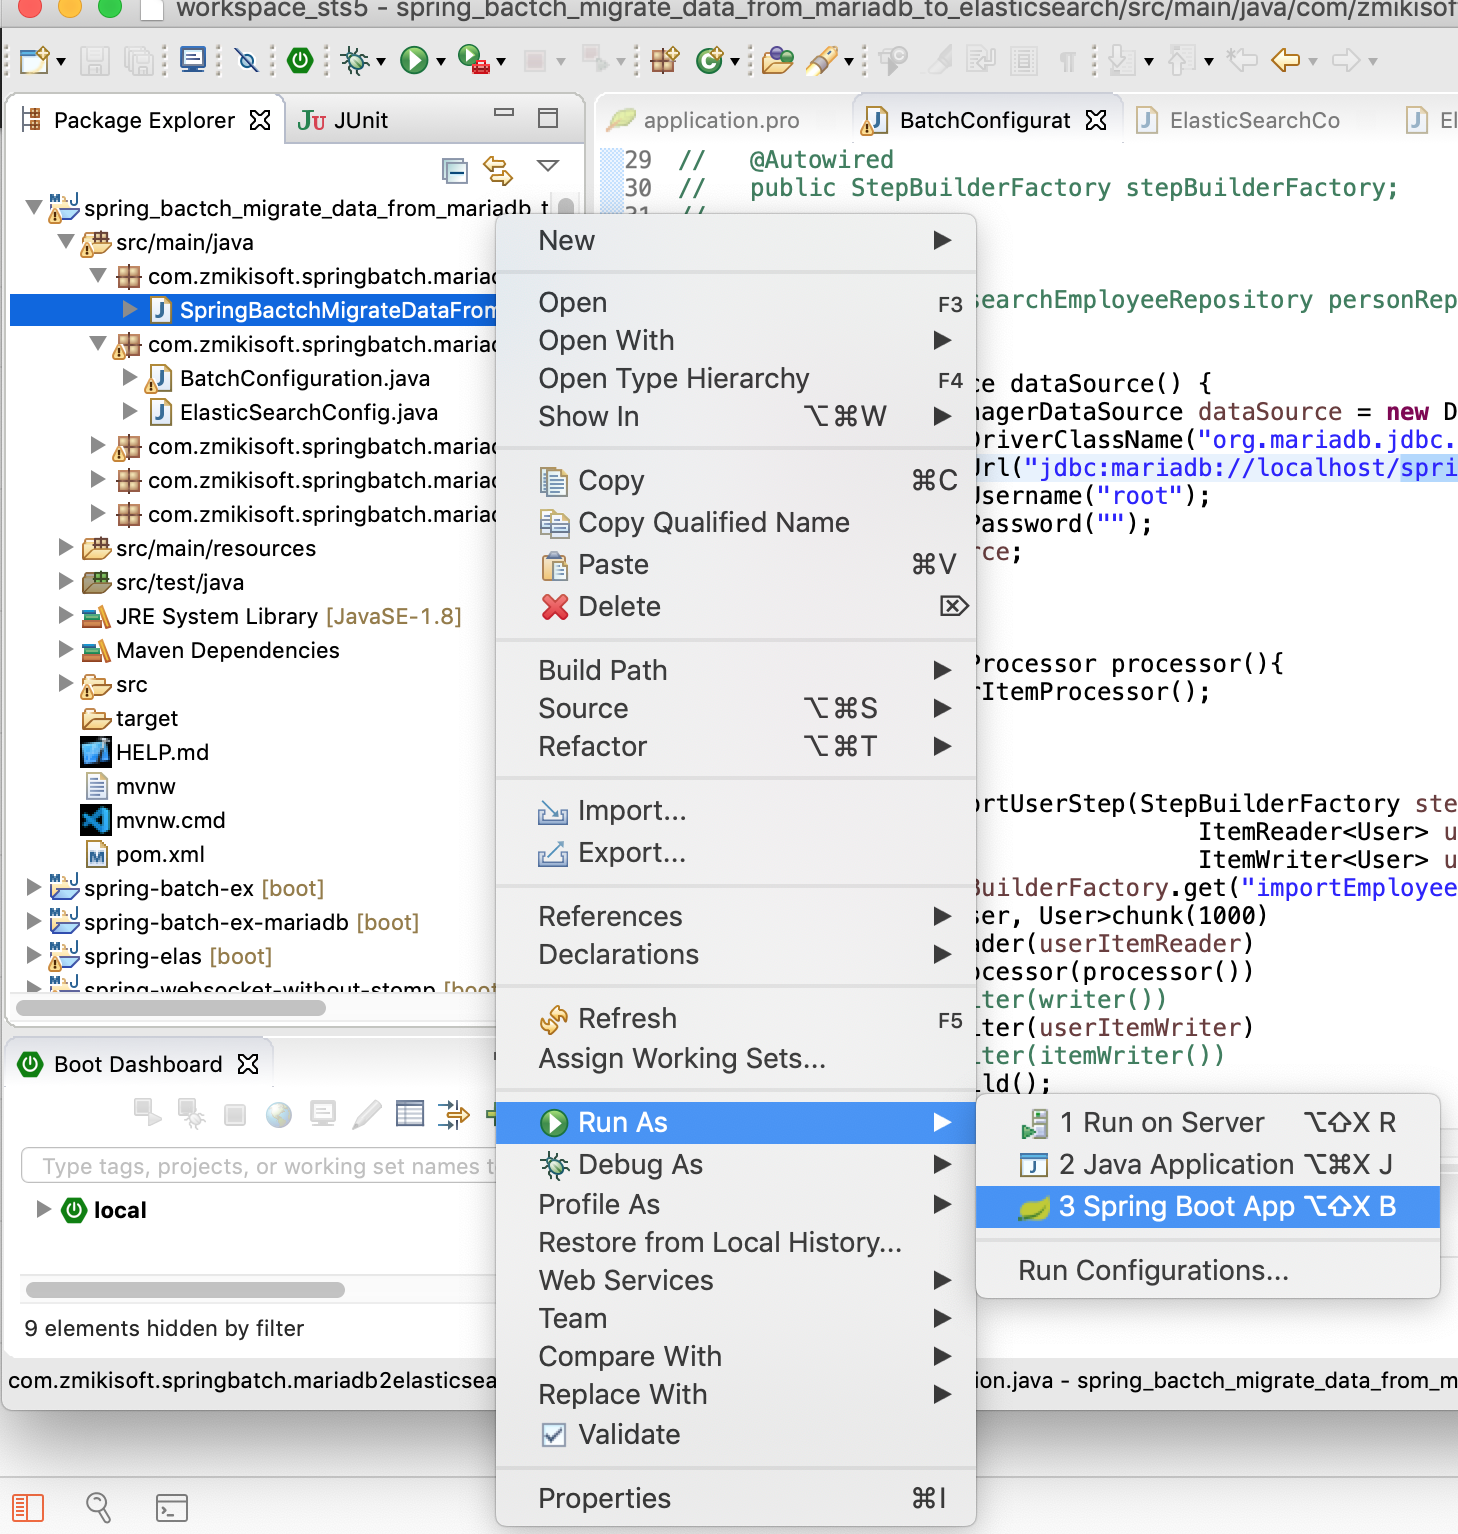 workspace_sts5 - spring_bactch_migrate_data_from_mariadb_to_elasticsearch/src/main/java/com/zmikisof
Package Explorer
JUnit
application.pro
BatchConfigurat
ElasticSearchCo
El
29 // @Autowired
30 // public StepBuilderFactory stepBuilderFactory;
31 //
searchEmployeeRepository personRep
ce dataSource() {
nagerDataSource dataSource = new D
DriverClassName("org.mariadb.jdbc.
Url("jdbc:mariadb://localhost/spri
Username("root");
Password("");
rce;
Processor processor(){
rItemProcessor();
ortUserStep(StepBuilderFactory ste
ItemReader<User> u
ItemWriter<User> u
BuilderFactory.get("importEmployee
ser, User>chunk(1000)
ader(userItemReader)
ocessor(processor())
iter(writer())
iter(userItemWriter)
iter(itemWriter())
ild();
spring_bactch_migrate_data_from_mariadb_t
src/main/java
com.zmikisoft.springbatch.mariad
SpringBactchMigrateDataFrom
com.zmikisoft.springbatch.mariad
BatchConfiguration.java
ElasticSearchConfig.java
com.zmikisoft.springbatch.mariad
com.zmikisoft.springbatch.mariad
com.zmikisoft.springbatch.mariad
src/main/resources
src/test/java
JRE System Library [JavaSE-1.8]
Maven Dependencies
src
target
HELP.md
mvnw
mvnw.cmd
pom.xml
spring-batch-ex [boot]
spring-batch-ex-mariadb [boot]
spring-elas [boot]
spring-websocket-without-stomp [boot
Boot Dashboard
Type tags, projects, or working set names t
local
9 elements hidden by filter
com.zmikisoft.springbatch.mariadb2elasticsea
ion.java - spring_bactch_migrate_data_from_m
New
Open F3
Open With
Open Type Hierarchy F4
Show In ⌥⌘W
Copy ⌘C
Copy Qualified Name
Paste ⌘V
Delete ⌦
Build Path
Source ⌥⌘S
Refactor ⌥⌘T
Import...
Export...
References
Declarations
Refresh F5
Assign Working Sets...
Run As
Debug As
Profile As
Restore from Local History...
Web Services
Team
Compare With
Replace With
Validate
Properties ⌘I
1 Run on Server ⌥⇧X R
2 Java Application ⌥⌘X J
3 Spring Boot App ⌥⇧X B
Run Configurations...